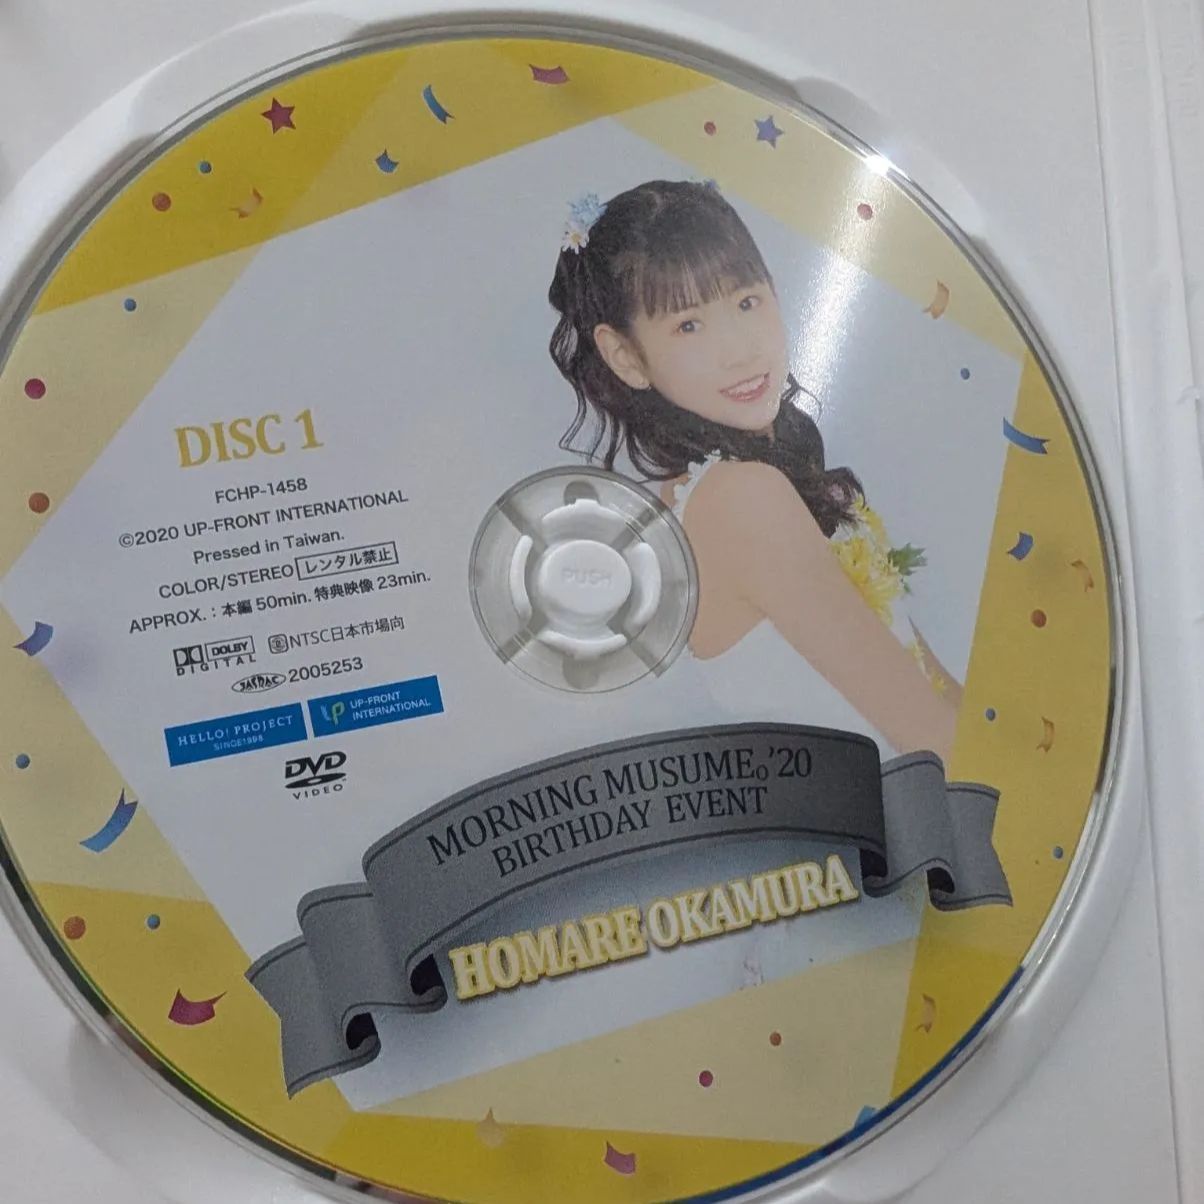 DISC 1
FCHP-1458
©2020 UP-FRONT INTERNATIONAL
Pressed in Taiwan.
COLOR/STEREO レンタル禁止
APPROX.：本編 50min. 特典映像 23min.
DOLBY DIGITAL
NTSC日本市場向
JASRAC 2005253
HELLO! PROJECT
SINCE1998
UP-FRONT
INTERNATIONAL
DVD
VIDEO
PUSH
MORNING MUSUME。'20
BIRTHDAY EVENT
HOMARE OKAMURA